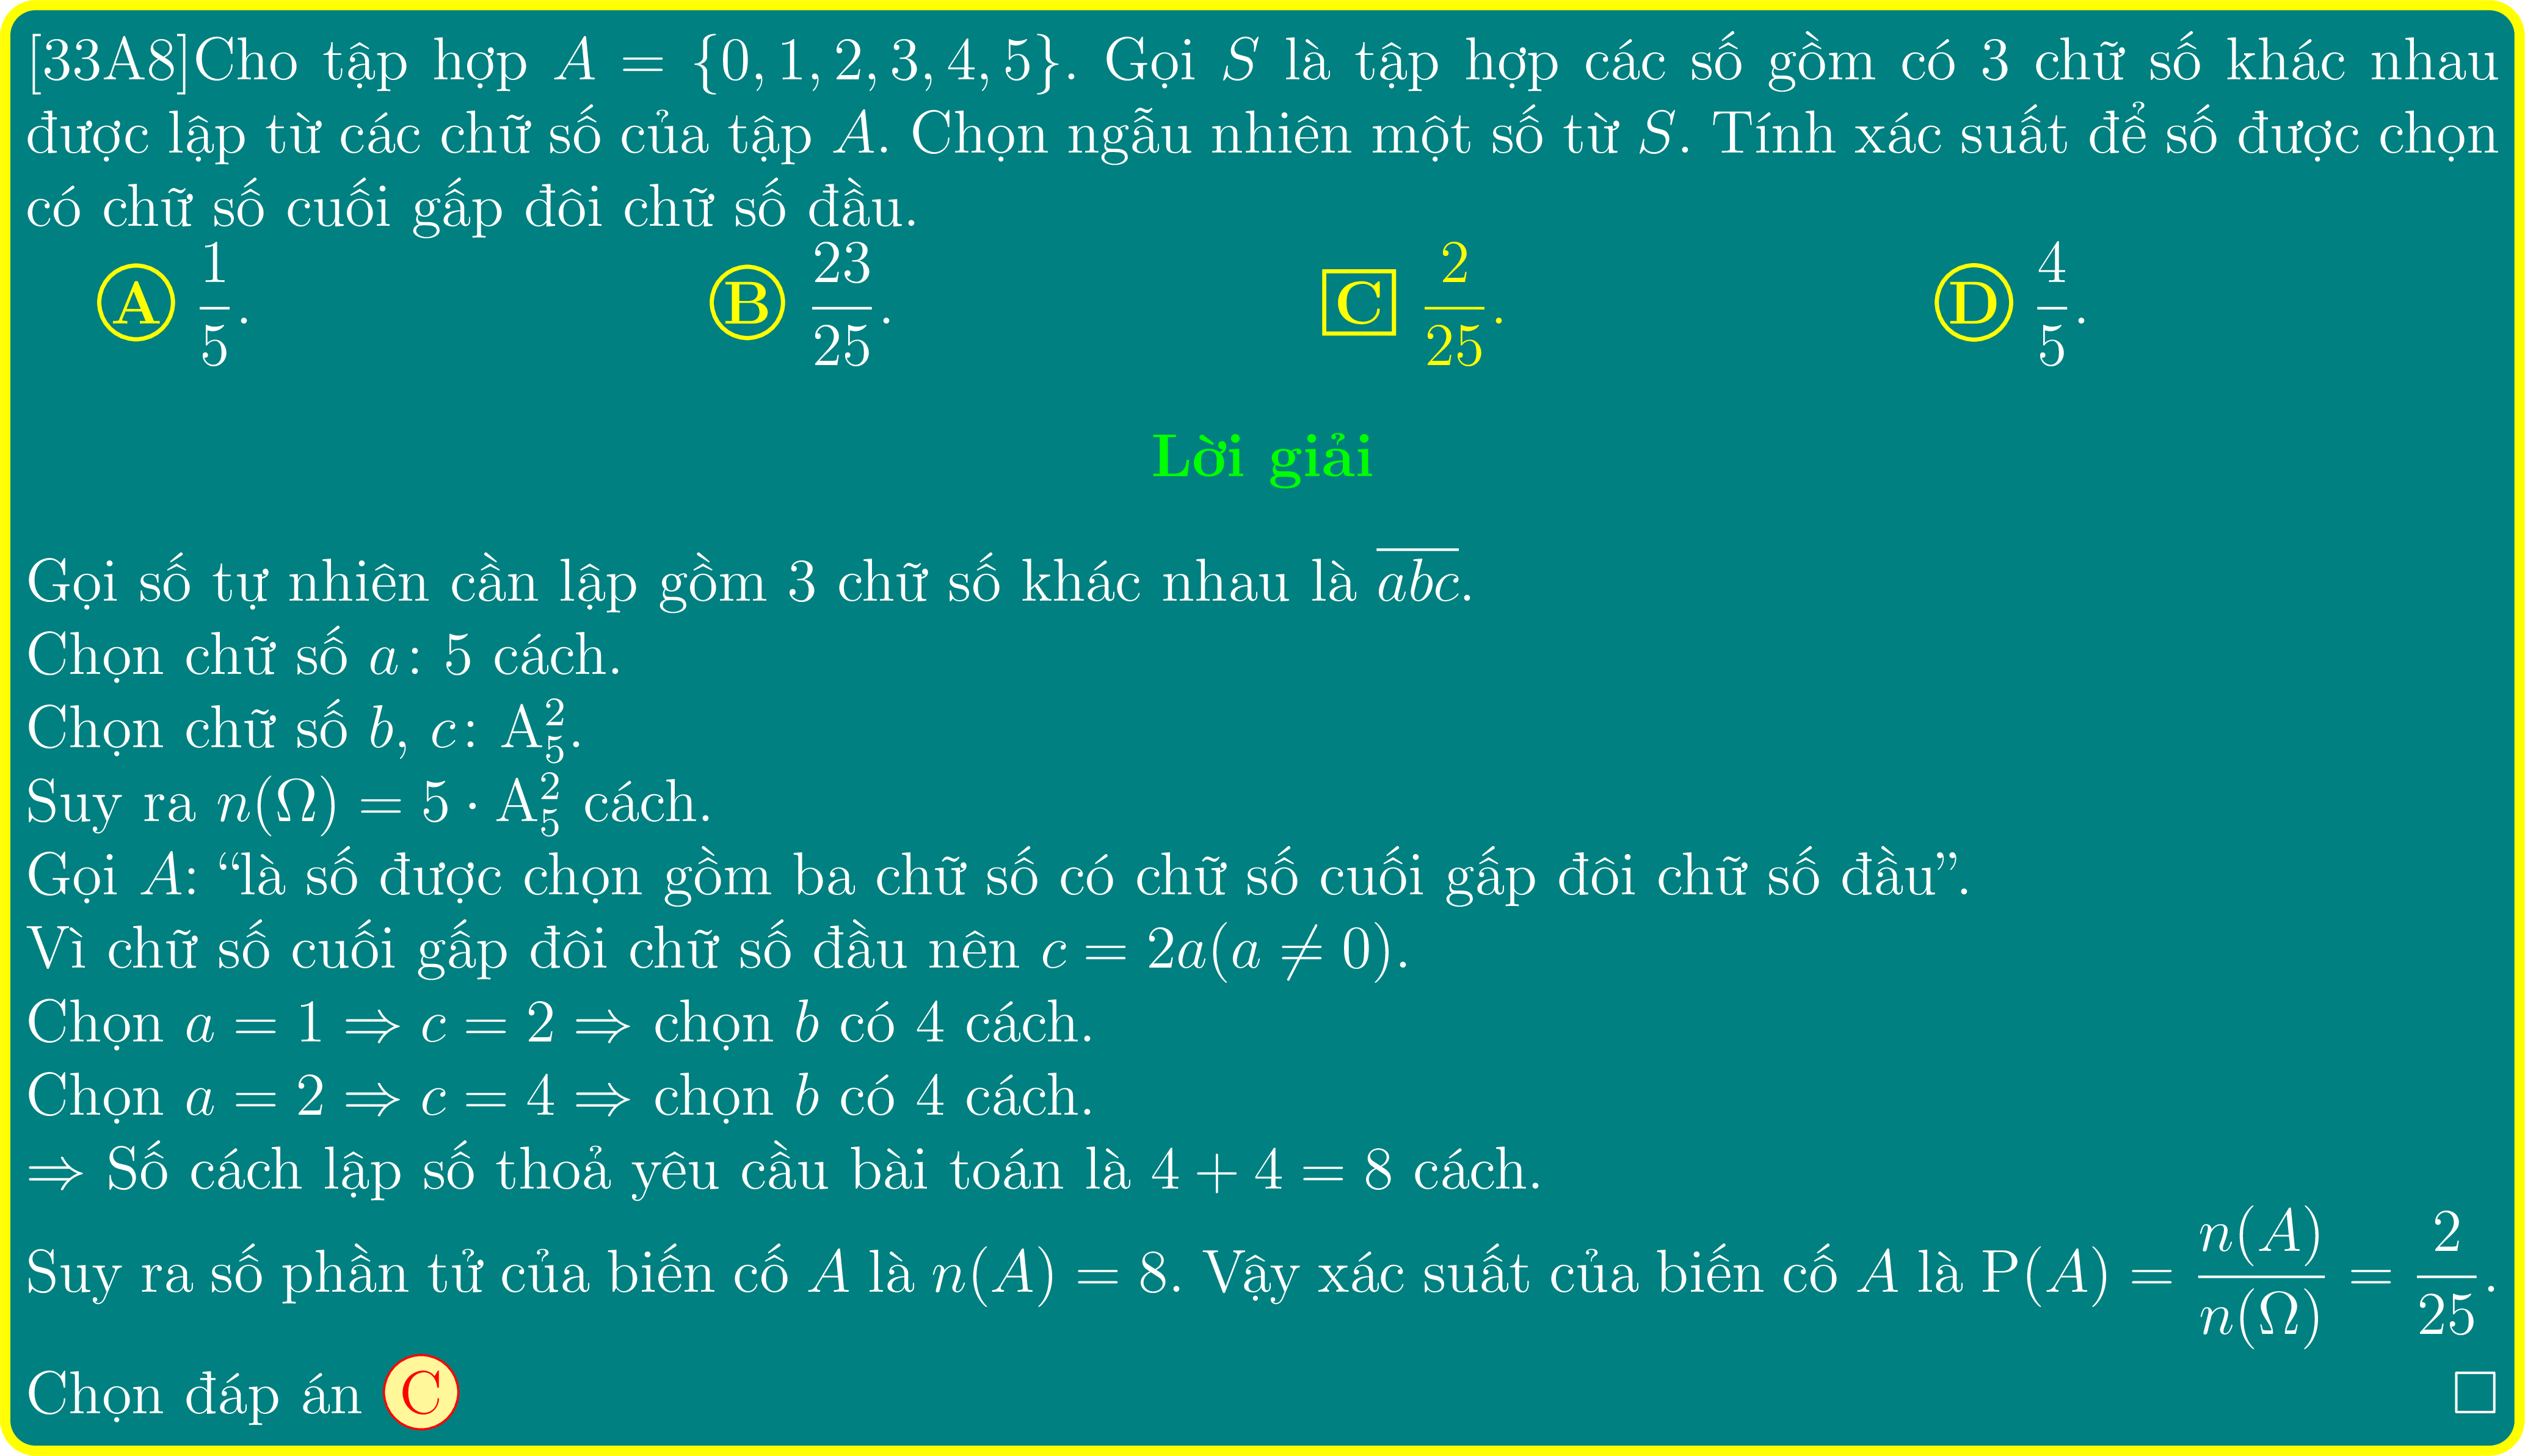 [33A8]Cho tập hợp $A = \{0, 1, 2, 3, 4, 5\}$. Gọi $S$ là tập hợp các số gồm có 3 chữ số khác nhau
được lập từ các chữ số của tập $A$. Chọn ngẫu nhiên một số từ $S$. Tính xác suất để số được chọn
có chữ số cuối gấp đôi chữ số đầu.
A $\frac{1}{5}$. B $\frac{23}{25}$. C $\frac{2}{25}$. D $\frac{4}{5}$.
Lời giải
Gọi số tự nhiên cần lập gồm 3 chữ số khác nhau là $\overline{abc}$.
Chọn chữ số $a$: 5 cách.
Chọn chữ số $b$, $c$: $\mathrm{A}_5^2$.
Suy ra $n(\Omega) = 5 \cdot \mathrm{A}_5^2$ cách.
Gọi $A$: “là số được chọn gồm ba chữ số có chữ số cuối gấp đôi chữ số đầu”.
Vì chữ số cuối gấp đôi chữ số đầu nên $c = 2a(a \neq 0)$.
Chọn $a = 1 \Rightarrow c = 2 \Rightarrow$ chọn $b$ có 4 cách.
Chọn $a = 2 \Rightarrow c = 4 \Rightarrow$ chọn $b$ có 4 cách.
$\Rightarrow$ Số cách lập số thoả yêu cầu bài toán là $4 + 4 = 8$ cách.
Suy ra số phần tử của biến cố $A$ là $n(A) = 8$. Vậy xác suất của biến cố $A$ là $\mathrm{P}(A) = \frac{n(A)}{n(\Omega)} = \frac{2}{25}$.
Chọn đáp án C □